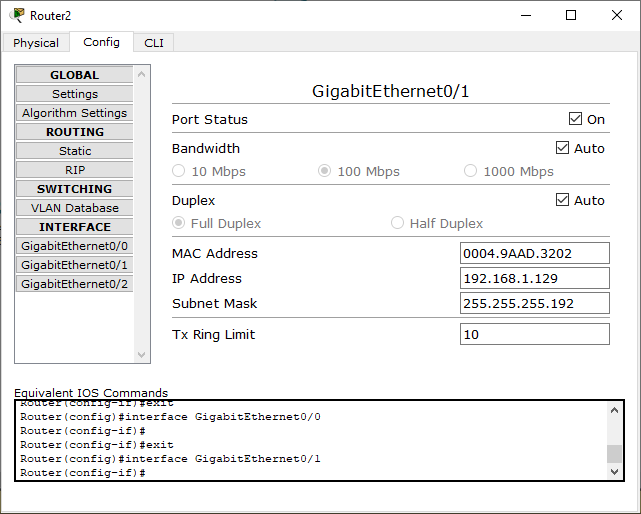 Router2
Physical Config CLI
GLOBAL
Settings
Algorithm Settings
ROUTING
Static
RIP
SWITCHING
VLAN Database
INTERFACE
GigabitEthernet0/0
GigabitEthernet0/1
GigabitEthernet0/2
GigabitEthernet0/1
Port Status On
Bandwidth Auto
10 Mbps 100 Mbps 1000 Mbps
Duplex Auto
Full Duplex Half Duplex
MAC Address 0004.9AAD.3202
IP Address 192.168.1.129
Subnet Mask 255.255.255.192
Tx Ring Limit 10
Equivalent IOS Commands
Router(config-if)#exit
Router(config)#interface GigabitEthernet0/0
Router(config-if)#
Router(config-if)#exit
Router(config)#interface GigabitEthernet0/1
Router(config-if)#